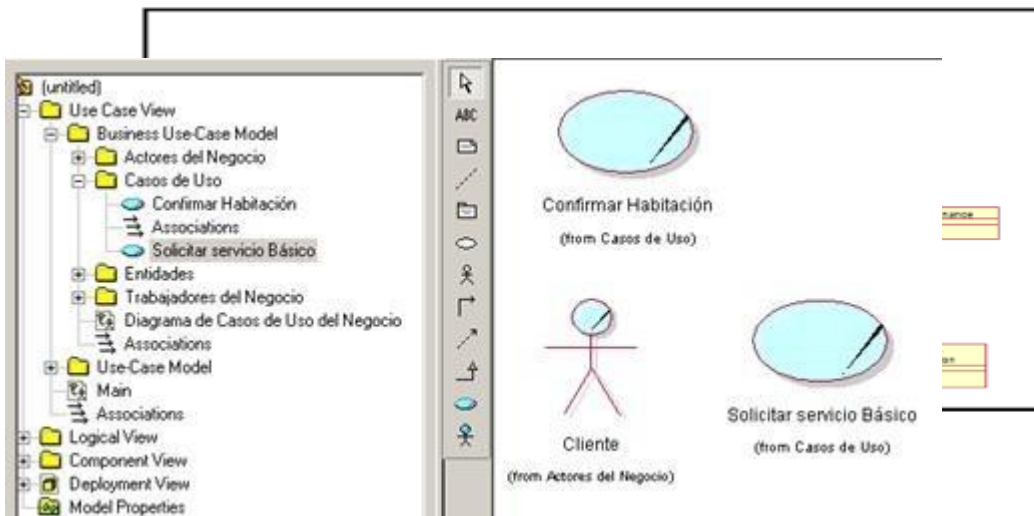 (untitled)
Use Case View
Business Use-Case Model
Actores del Negocio
Casos de Uso
Confirmar Habitación
Associations
Solicitar servicio Básico
Entidades
Trabajadores del Negocio
Diagrama de Casos de Uso del Negocio
Associations
Use-Case Model
Main
Associations
Logical View
Component View
Deployment View
Model Properties
ABC
Confirmar Habitación
(from Casos de Uso)
Cliente
(from Actores del Negocio)
Solicitar servicio Básico
(from Casos de Uso)